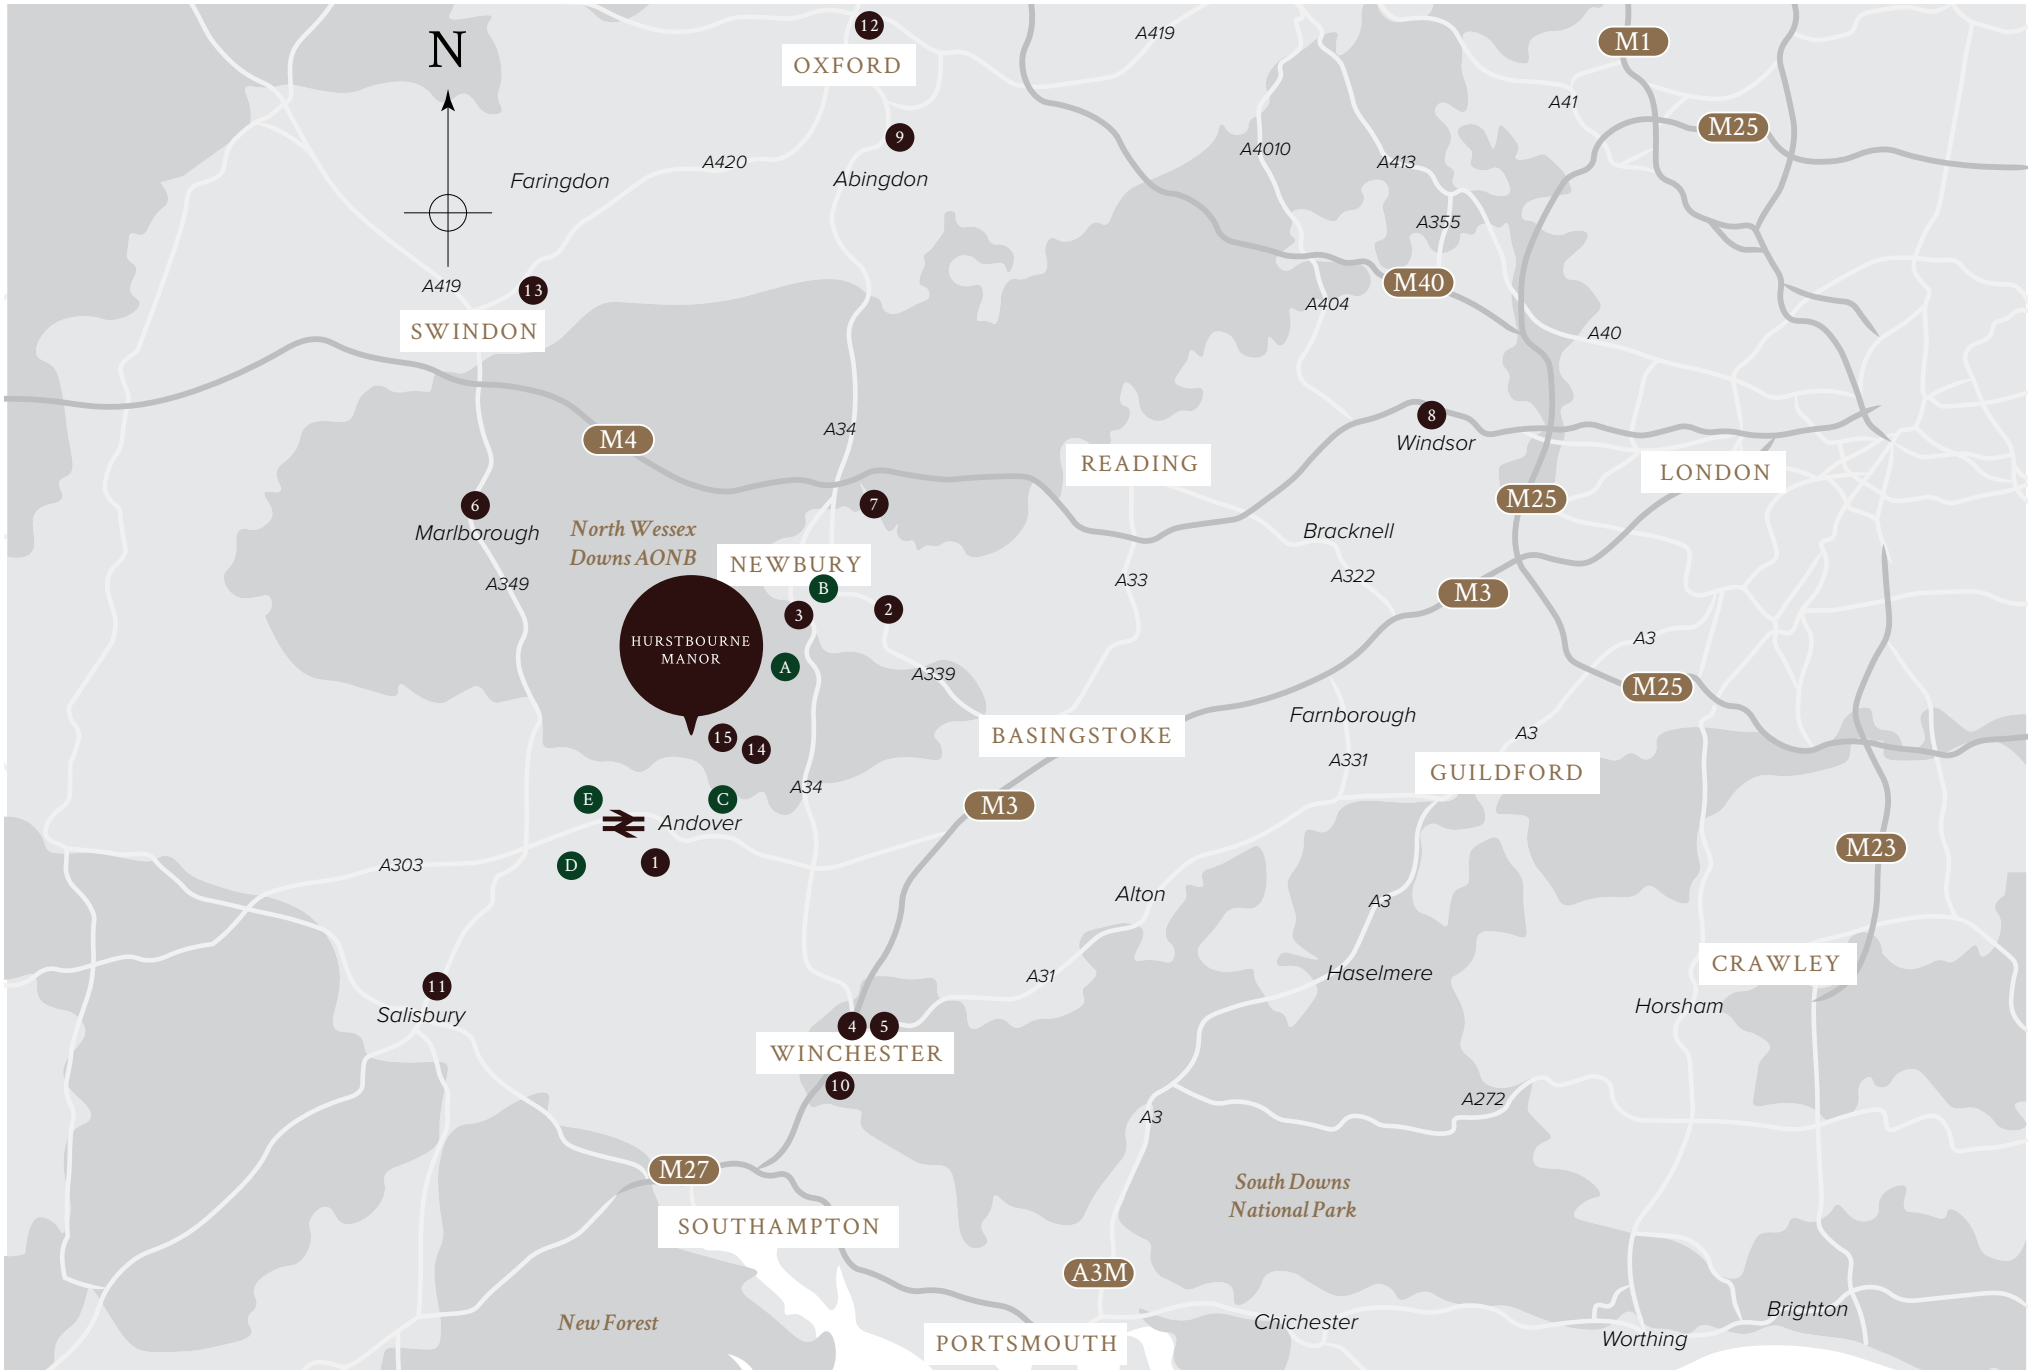 N
12
OXFORD
A419
M1
A41
M25
9
Abingdon
A420
Faringdon
A4010
A413
A355
A419
13
SWINDON
M40
A404
A40
M4
A34
8
Windsor
READING
LONDON
M25
6
Marlborough
North Wessex
Downs AONB
7
Bracknell
NEWBURY
B
A349
A33
A322
M3
3
2
HURSTBOURNE
MANOR
A
A339
A3
M25
Farnborough
15
14
BASINGSTOKE
A3
A331
GUILDFORD
A34
E
C
M3
Andover
A303
D
1
M23
Alton
A3
A31
Haselmere
CRAWLEY
Horsham
11
Salisbury
4
5
WINCHESTER
10
A272
A3
M27
South Downs
National Park
SOUTHAMPTON
A3M
New Forest
Chichester
Brighton
PORTSMOUTH
Worthing